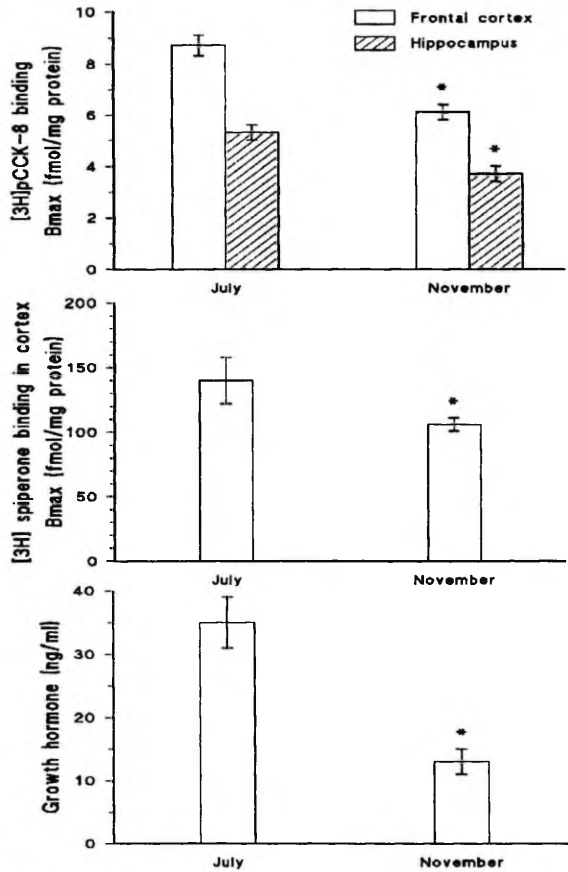 Frontal cortex
Hippocampus
[3H]pCCK-8 binding
Bmax (fmol/mg protein)
10
8
6
4
2
0
*
*
July
November
[3H] spiperone binding in cortex
Bmax (fmol/mg protein)
200
150
100
50
0
*
July
November
Growth hormone (ng/ml)
40
30
20
10
0
*
July
November